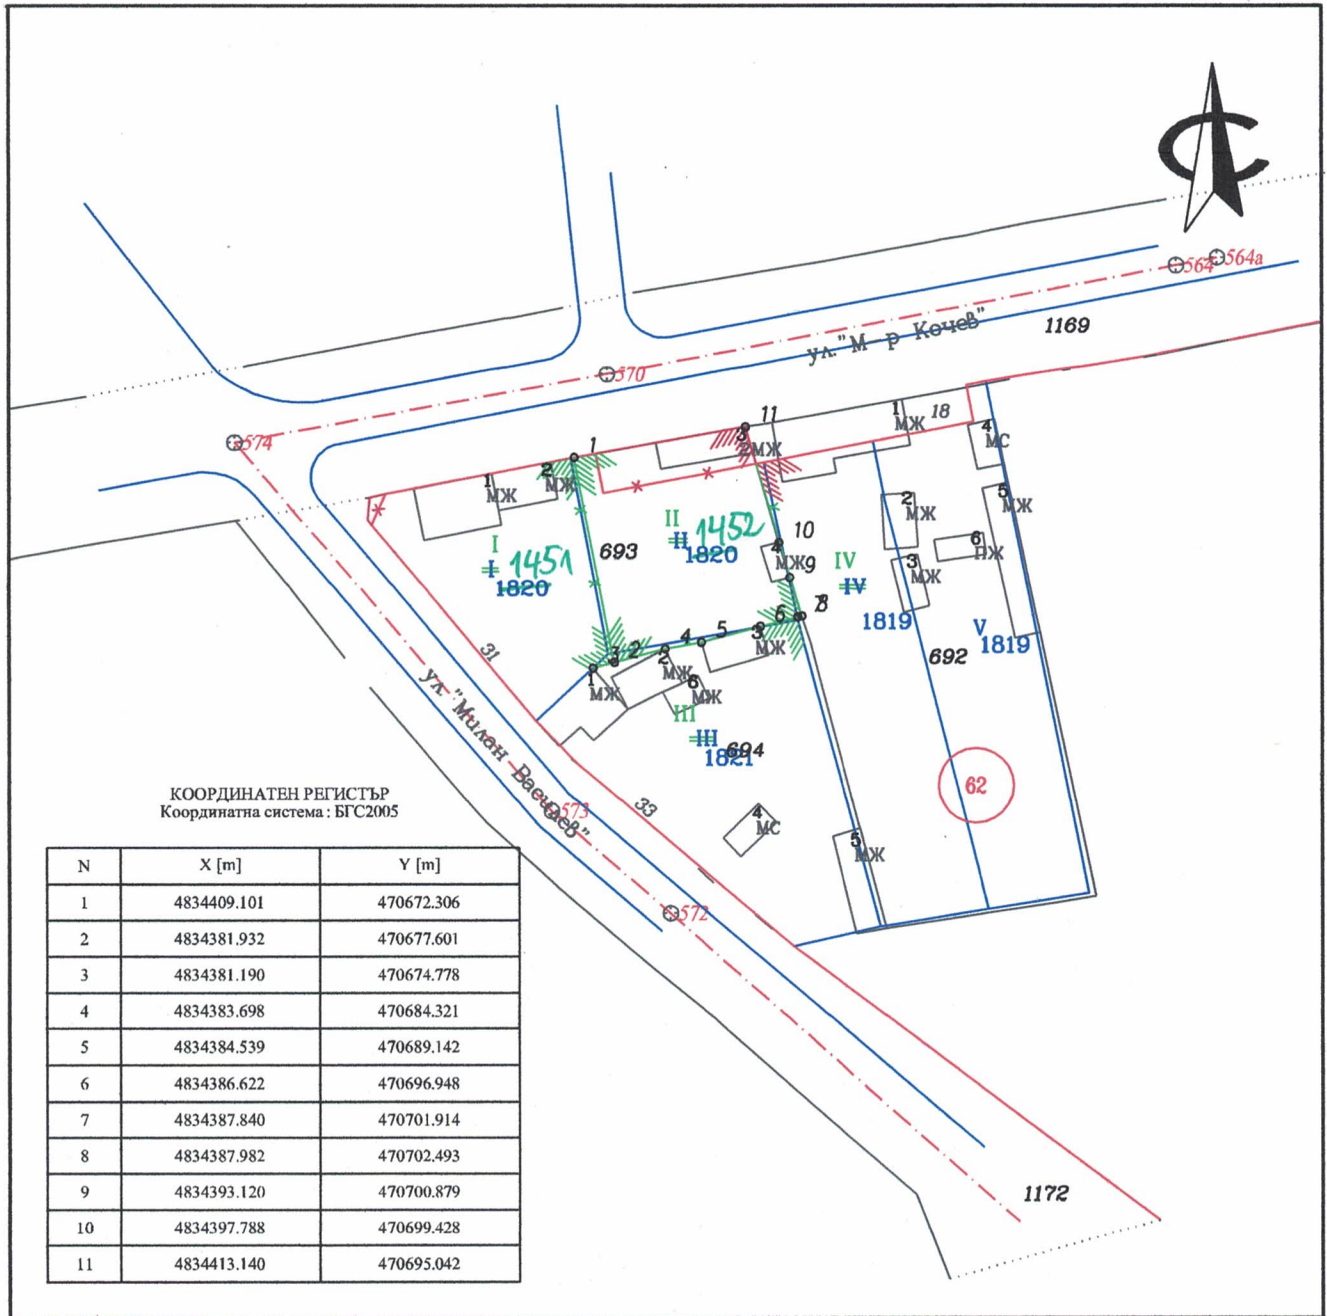 564
564a
ул."М-р Кочев"
1169
570
574
11
18
1
МЖ
3
2МЖ
4
МС
1
2
МЖ
1
МЖ
5
МЖ
2
МЖ
II
II
1452
1820
10
693
I
I
1451
1820
4
МЖ
9
IV
IV
6
ПЖ
3
МЖ
7
8
6
5
4
2
3
3
МЖ
1819
V
1819
692
1
МЖ
2
МЖ
6
МЖ
31
III
III
694
1821
ул. "Милан Василев"
62
573
33
4
МС
5
МЖ
572
1172
КООРДИНАТЕН РЕГИСТЪР
Координатна система : БГС2005
N X [m] Y [m]
1 4834409.101 470672.306
2 4834381.932 470677.601
3 4834381.190 470674.778
4 4834383.698 470684.321
5 4834384.539 470689.142
6 4834386.622 470696.948
7 4834387.840 470701.914
8 4834387.982 470702.493
9 4834393.120 470700.879
10 4834397.788 470699.428
11 4834413.140 470695.042